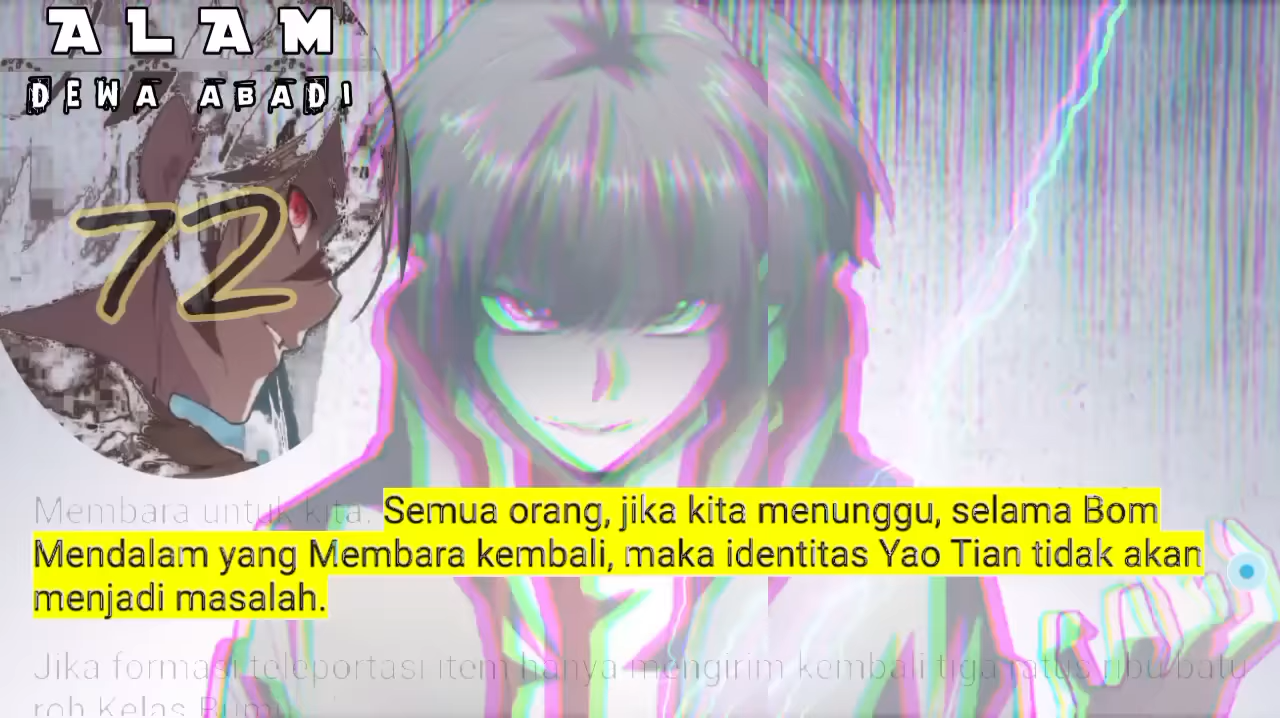 ALAM
DEWA ABADI
72
Membara untuk kita. Semua orang, jika kita menunggu, selama Bom
Mendalam yang Membara kembali, maka identitas Yao Tian tidak akan
menjadi masalah.
Jika formasi teleportasi item hanya mengirim kembali tiga ratus ribu batu
roh Kelas Bumi